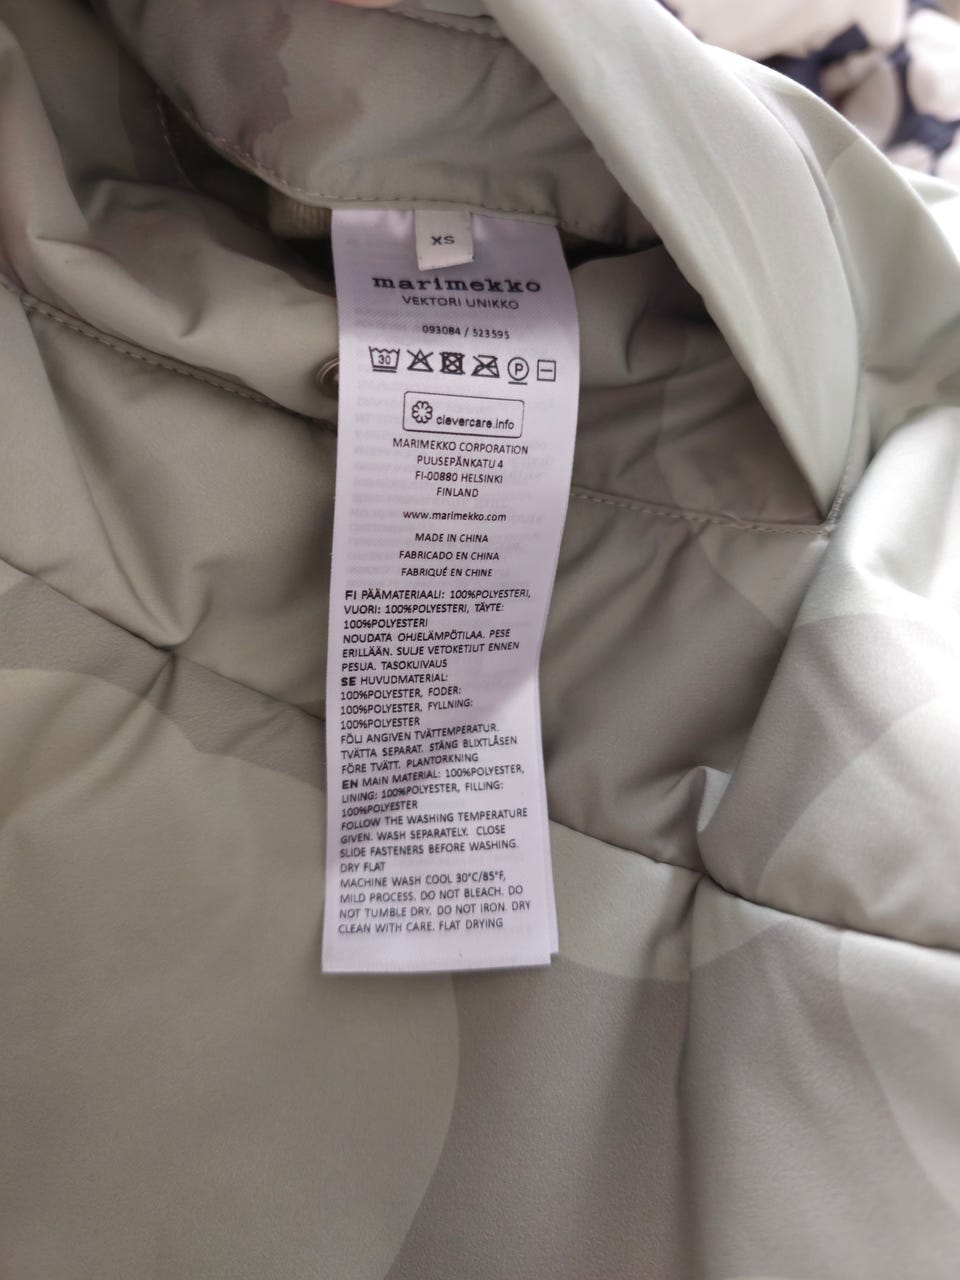 XS
marimekko
VEKTORI UNIKKO
093084 / 523595
30 P
clevercare.info
MARIMEKKO CORPORATION
PUUSEPÄNKATU 4
FI-00880 HELSINKI
FINLAND
www.marimekko.com
MADE IN CHINA
FABRICADO EN CHINA
FABRIQUÉ EN CHINE
FI PÄÄMATERIAALI: 100%POLYESTERI,
VUORI: 100%POLYESTERI, TÄYTE:
100%POLYESTERI
NOUDATA OHJELÄMPÖTILAA. PESE
ERILLÄÄN. SULJE VETOKETJUT ENNEN
PESUA. TASOKUIVAUS
SE HUVUDMATERIAL:
100%POLYESTER, FODER:
100%POLYESTER, FYLLNING:
100%POLYESTER
FÖLJ ANGIVEN TVÄTTEMPERATUR.
TVÄTTA SEPARAT. STÄNG BLIXTLÅSEN
FÖRE TVÄTT. PLANTORKNING
EN MAIN MATERIAL: 100%POLYESTER,
LINING: 100%POLYESTER, FILLING:
100%POLYESTER
FOLLOW THE WASHING TEMPERATURE
GIVEN. WASH SEPARATELY. CLOSE
SLIDE FASTENERS BEFORE WASHING.
DRY FLAT
MACHINE WASH COOL 30°C/85°F,
MILD PROCESS. DO NOT BLEACH. DO
NOT TUMBLE DRY. DO NOT IRON. DRY
CLEAN WITH CARE. FLAT DRYING